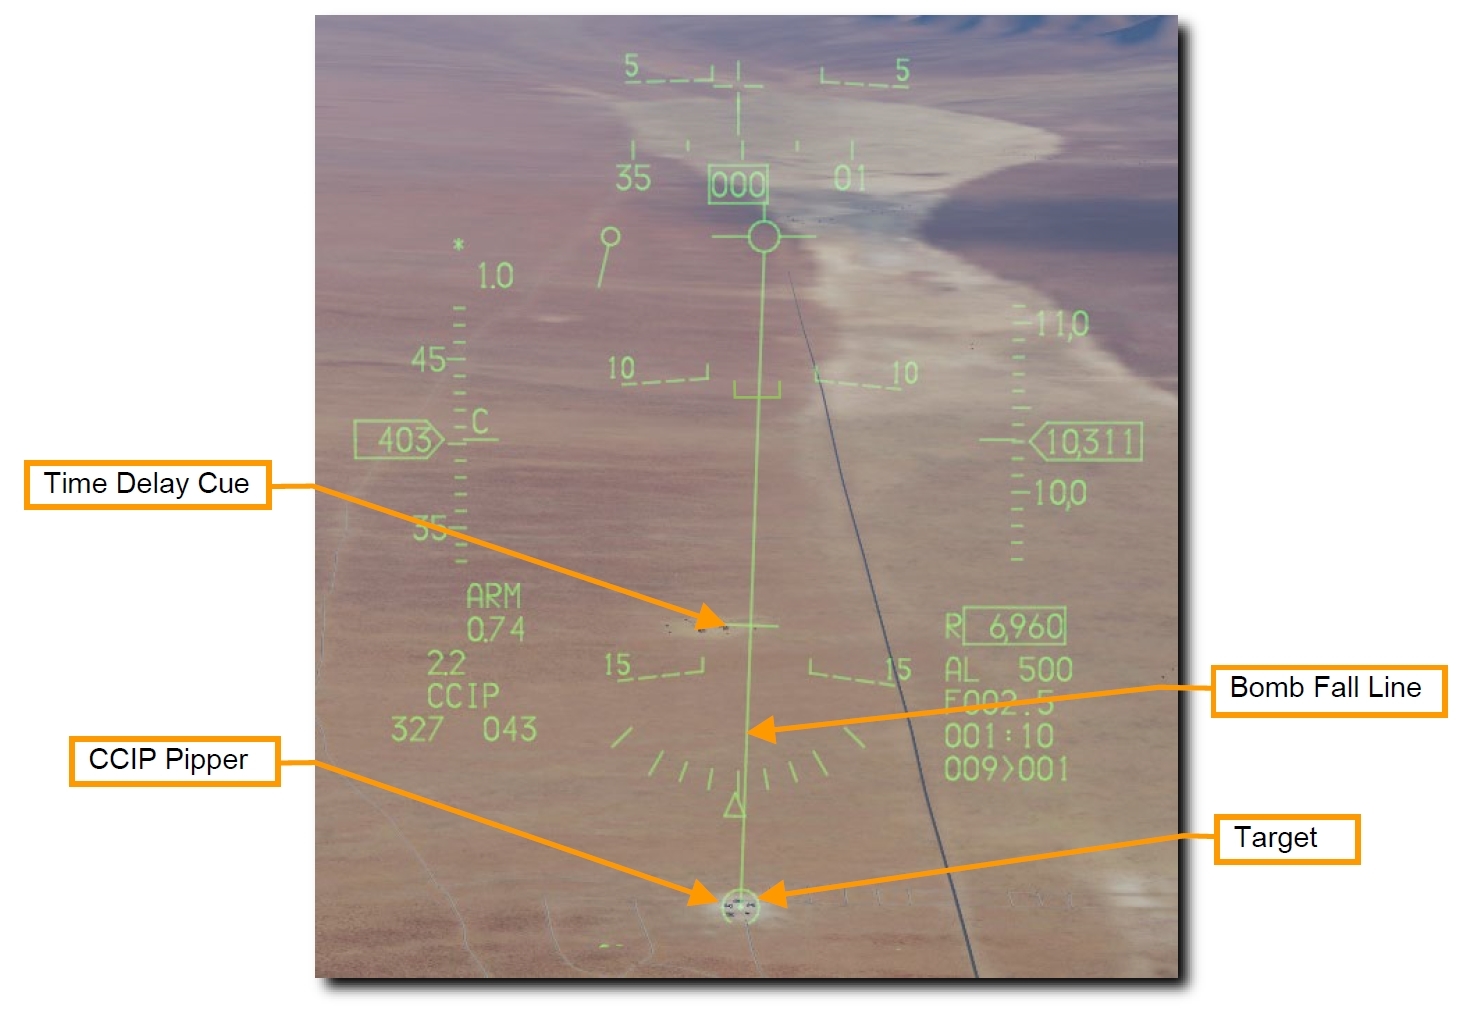 5 5
35 000 01
*
1.0
11,0
45
10 10
C
403
10,311
Time Delay Cue
10,0
35
ARM
0.74
R 6,960
2.2
15 15
AL 500
Bomb Fall Line
CCIP
F002.5
327 043
001:10
CCIP Pipper
009>001
Target